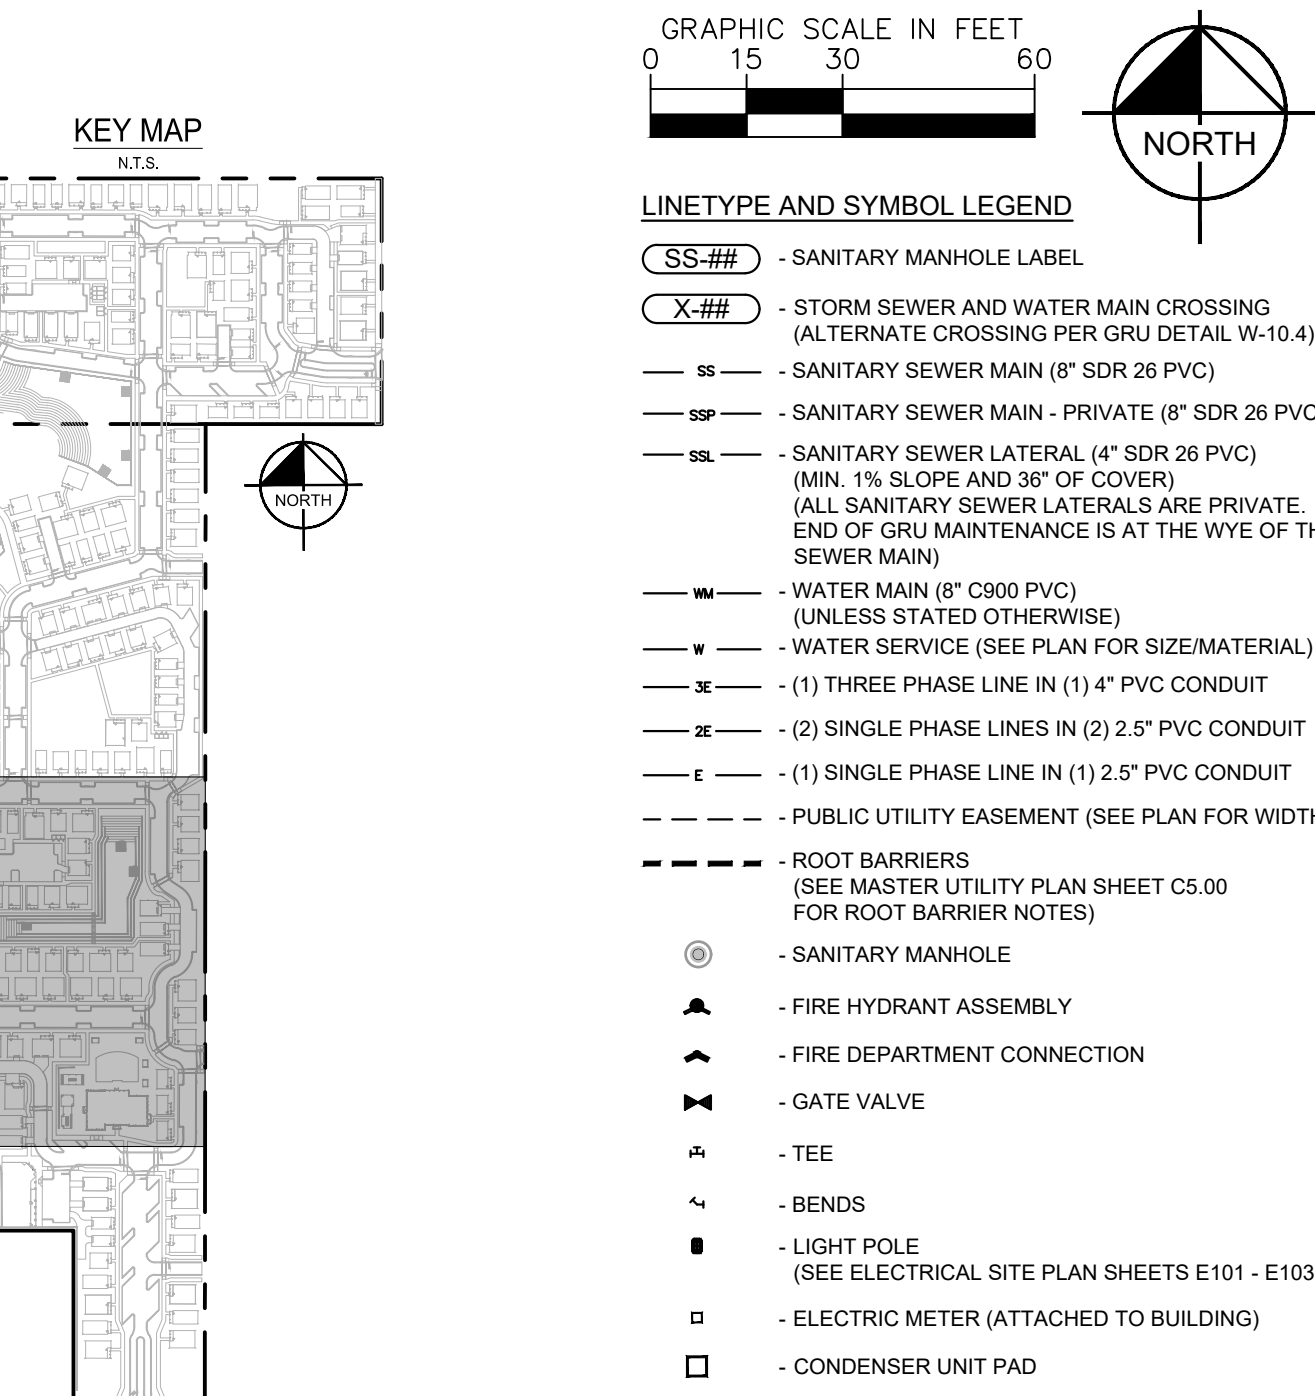 GRAPHIC SCALE IN FEET
0 15 30 60
NORTH
KEY MAP
N.T.S.
NORTH
LINETYPE AND SYMBOL LEGEND
SS-## - SANITARY MANHOLE LABEL
X-## - STORM SEWER AND WATER MAIN CROSSING
(ALTERNATE CROSSING PER GRU DETAIL W-10.4)
SS - SANITARY SEWER MAIN (8" SDR 26 PVC)
SSP - SANITARY SEWER MAIN - PRIVATE (8" SDR 26 PVC
SSL - SANITARY SEWER LATERAL (4" SDR 26 PVC)
(MIN. 1% SLOPE AND 36" OF COVER)
(ALL SANITARY SEWER LATERALS ARE PRIVATE.
END OF GRU MAINTENANCE IS AT THE WYE OF TH
SEWER MAIN)
WM - WATER MAIN (8" C900 PVC)
(UNLESS STATED OTHERWISE)
W - WATER SERVICE (SEE PLAN FOR SIZE/MATERIAL)
3E - (1) THREE PHASE LINE IN (1) 4" PVC CONDUIT
2E - (2) SINGLE PHASE LINES IN (2) 2.5" PVC CONDUIT
E - (1) SINGLE PHASE LINE IN (1) 2.5" PVC CONDUIT
- PUBLIC UTILITY EASEMENT (SEE PLAN FOR WIDTH
- ROOT BARRIERS
(SEE MASTER UTILITY PLAN SHEET C5.00
FOR ROOT BARRIER NOTES)
- SANITARY MANHOLE
- FIRE HYDRANT ASSEMBLY
- FIRE DEPARTMENT CONNECTION
- GATE VALVE
- TEE
- BENDS
- LIGHT POLE
(SEE ELECTRICAL SITE PLAN SHEETS E101 - E103
- ELECTRIC METER (ATTACHED TO BUILDING)
- CONDENSER UNIT PAD